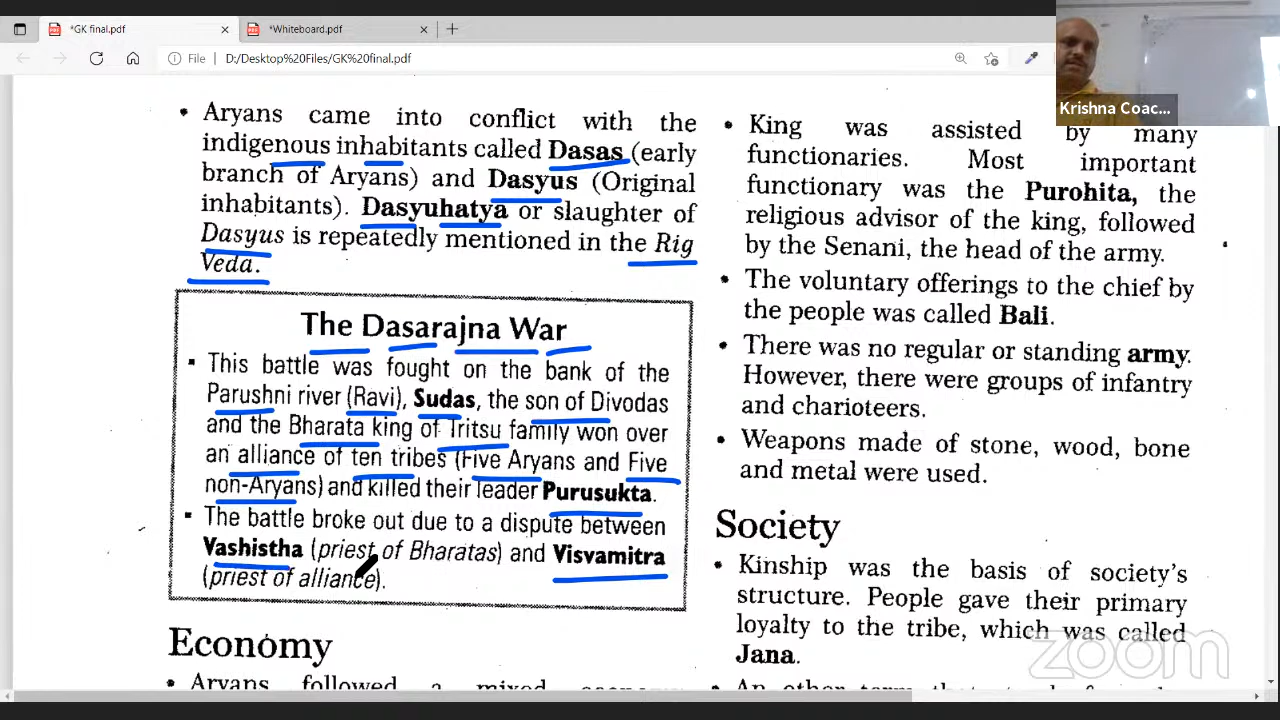 *GK final.pdf
*Whiteboard.pdf
File
D:/Desktop%20Files/GK%20final.pdf
Krishna Coac...
• Aryans came into conflict with the
indigenous inhabitants called Dasas (early
branch of Aryans) and Dasyus (Original
inhabitants). Dasyuhatya or slaughter of
Dasyus is repeatedly mentioned in the Rig
Veda.
The Dasarajna War
▪ This battle was fought on the bank of the
Parushni river (Ravi), Sudas, the son of Divodas
and the Bharata king of Tritsu family won over
an alliance of ten tribes (Five Aryans and Five
non-Aryans) and killed their leader Purusukta.
▪ The battle broke out due to a dispute between
Vashistha (priest of Bharatas) and Visvamitra
(priest of alliance).
Economy
• Aryans followed a mixed economy
• King was assisted by many
functionaries. Most important
functionary was the Purohita, the
religious advisor of the king, followed
by the Senani, the head of the army.
• The voluntary offerings to the chief by
the people was called Bali.
• There was no regular or standing army.
However, there were groups of infantry
and charioteers.
• Weapons made of stone, wood, bone
and metal were used.
Society
• Kinship was the basis of society's
structure. People gave their primary
loyalty to the tribe, which was called
Jana.
• An other term that
zoom